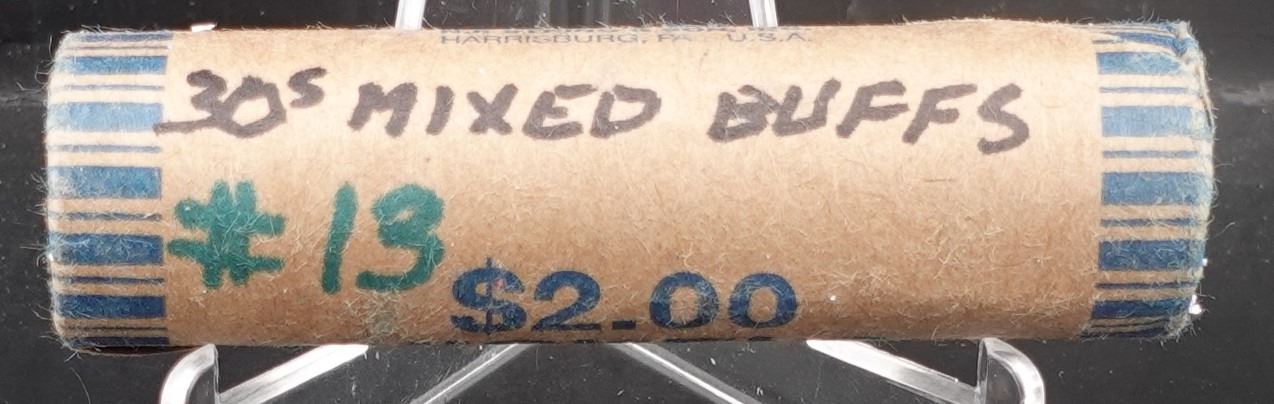 HARRISBURG, PA. U.S.A.
30s MIXED BUFFS
#13
$2.00